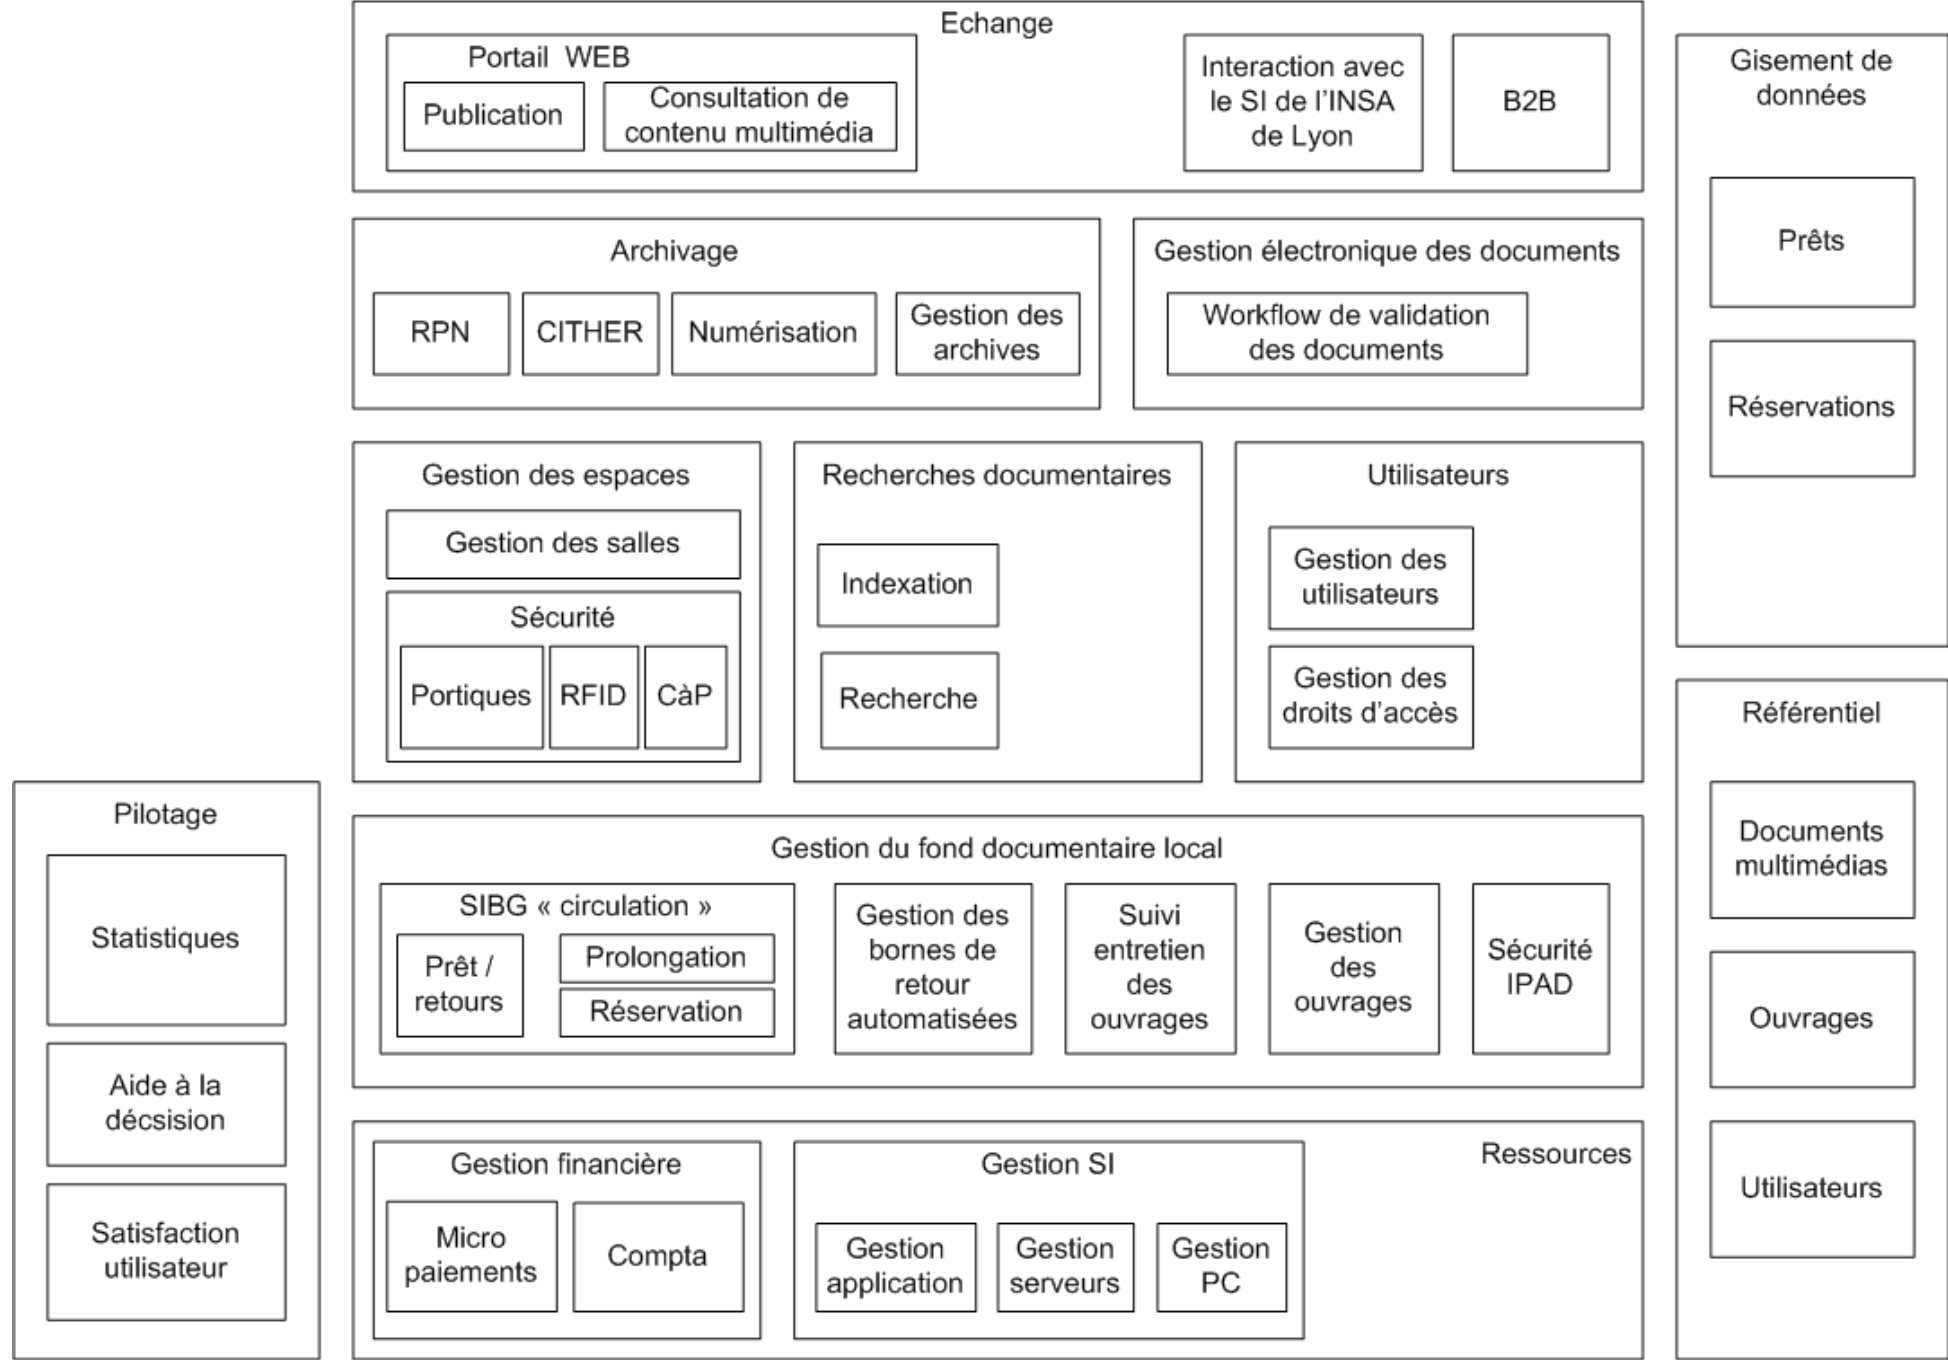 Echange
Portail WEB
Publication
Consultation de
contenu multimédia
Interaction avec
le SI de l'INSA
de Lyon
B2B
Gisement de
données
Prêts
Réservations
Archivage
RPN
CITHER
Numérisation
Gestion des
archives
Gestion électronique des documents
Workflow de validation
des documents
Gestion des espaces
Gestion des salles
Sécurité
Portiques
RFID
CàP
Recherches documentaires
Indexation
Recherche
Utilisateurs
Gestion des
utilisateurs
Gestion des
droits d'accès
Référentiel
Documents
multimédias
Ouvrages
Utilisateurs
Pilotage
Statistiques
Aide à la
décsision
Satisfaction
utilisateur
Gestion du fond documentaire local
SIBG « circulation »
Prêt /
retours
Prolongation
Réservation
Gestion des
bornes de
retour
automatisées
Suivi
entretien
des
ouvrages
Gestion
des
ouvrages
Sécurité
IPAD
Ressources
Gestion financière
Micro
paiements
Compta
Gestion SI
Gestion
application
Gestion
serveurs
Gestion
PC